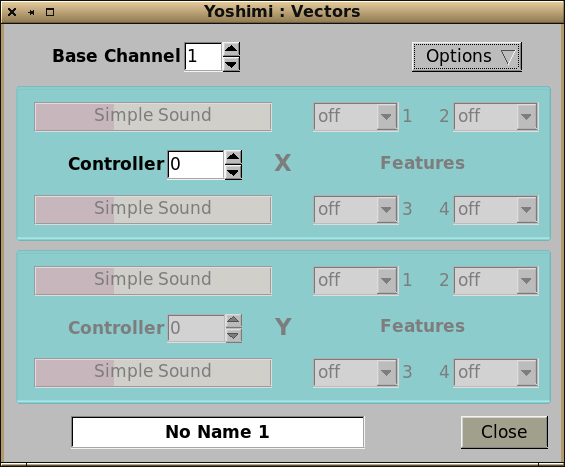 Yoshimi : Vectors
Base Channel 1 Options
Simple Sound off 1 2 off
Controller 0 X Features
Simple Sound off 3 4 off
Simple Sound off 1 2 off
Controller 0 Y Features
Simple Sound off 3 4 off
No Name 1 Close